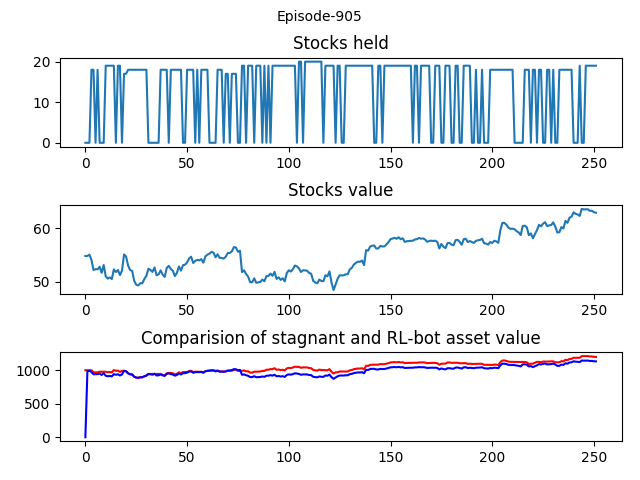 Episode-905
Stocks held
20
10
0
0 50 100 150 200 250
Stocks value
60
50
0 50 100 150 200 250
Comparision of stagnant and RL-bot asset value
1000
500
0
0 50 100 150 200 250